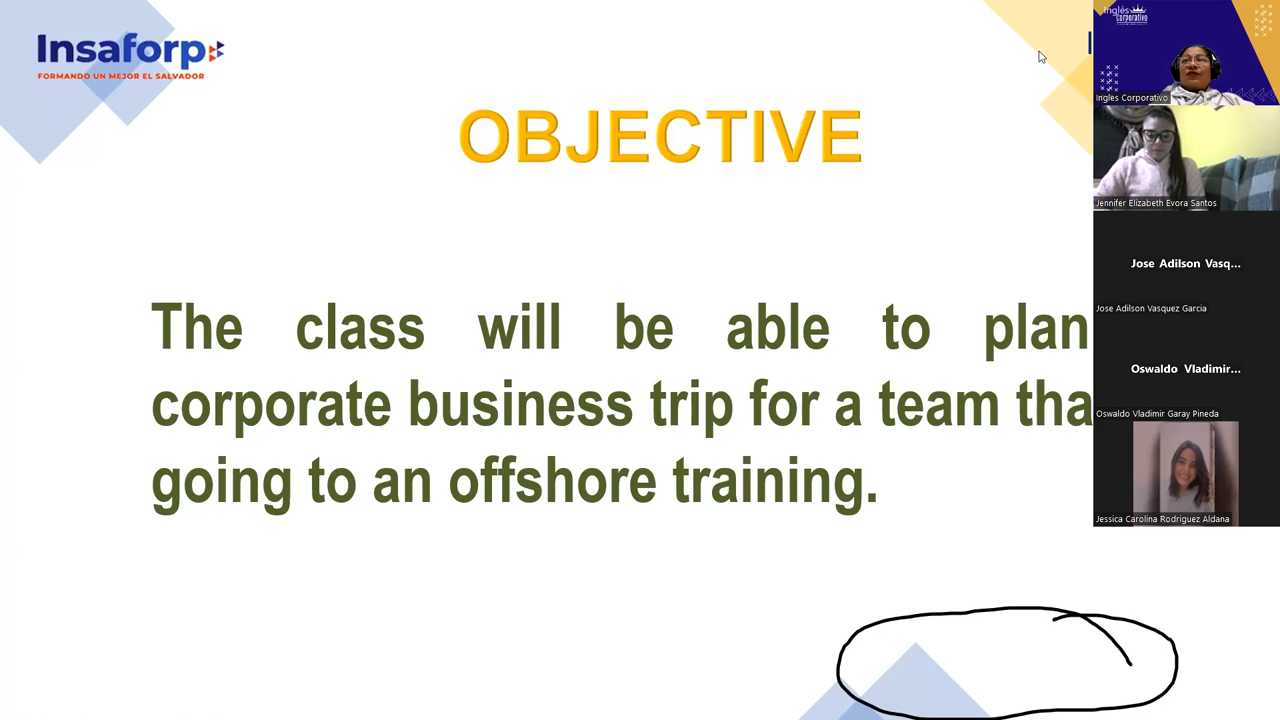 Insaforp
FORMANDO UN MEJOR EL SALVADOR
OBJECTIVE
The class will be able to plan
corporate business trip for a team tha
going to an offshore training.
Inglés
Corporativo
Ingles Corporativo
Jennifer Elizabeth Evora Santos
Jose Adilson Vasq...
Jose Adilson Vasquez Garcia
Oswaldo Vladimir...
Oswaldo Vladimir Garay Pineda
Jessica Carolina Rodriguez Aldana